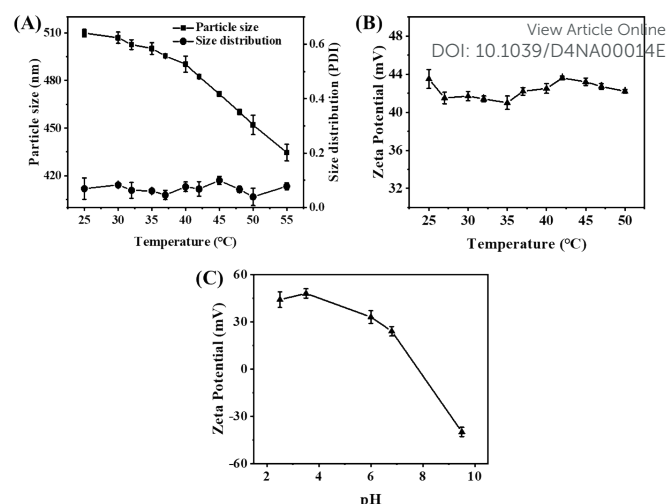 View Article Online
DOI: 10.1039/D4NA00014E
(A)
Particle size
Size distribution
510
480
450
420
Particle size (nm)
0.6
0.4
0.2
0.0
Size distribution (PDI)
25 30 35 40 45 50 55
Temperature (°C)
(B)
48
44
40
36
32
Zeta Potential (mV)
25 30 35 40 45 50
Temperature (°C)
(C)
60
30
0
-30
-60
Zeta Potential (mV)
2 4 6 8 10
pH